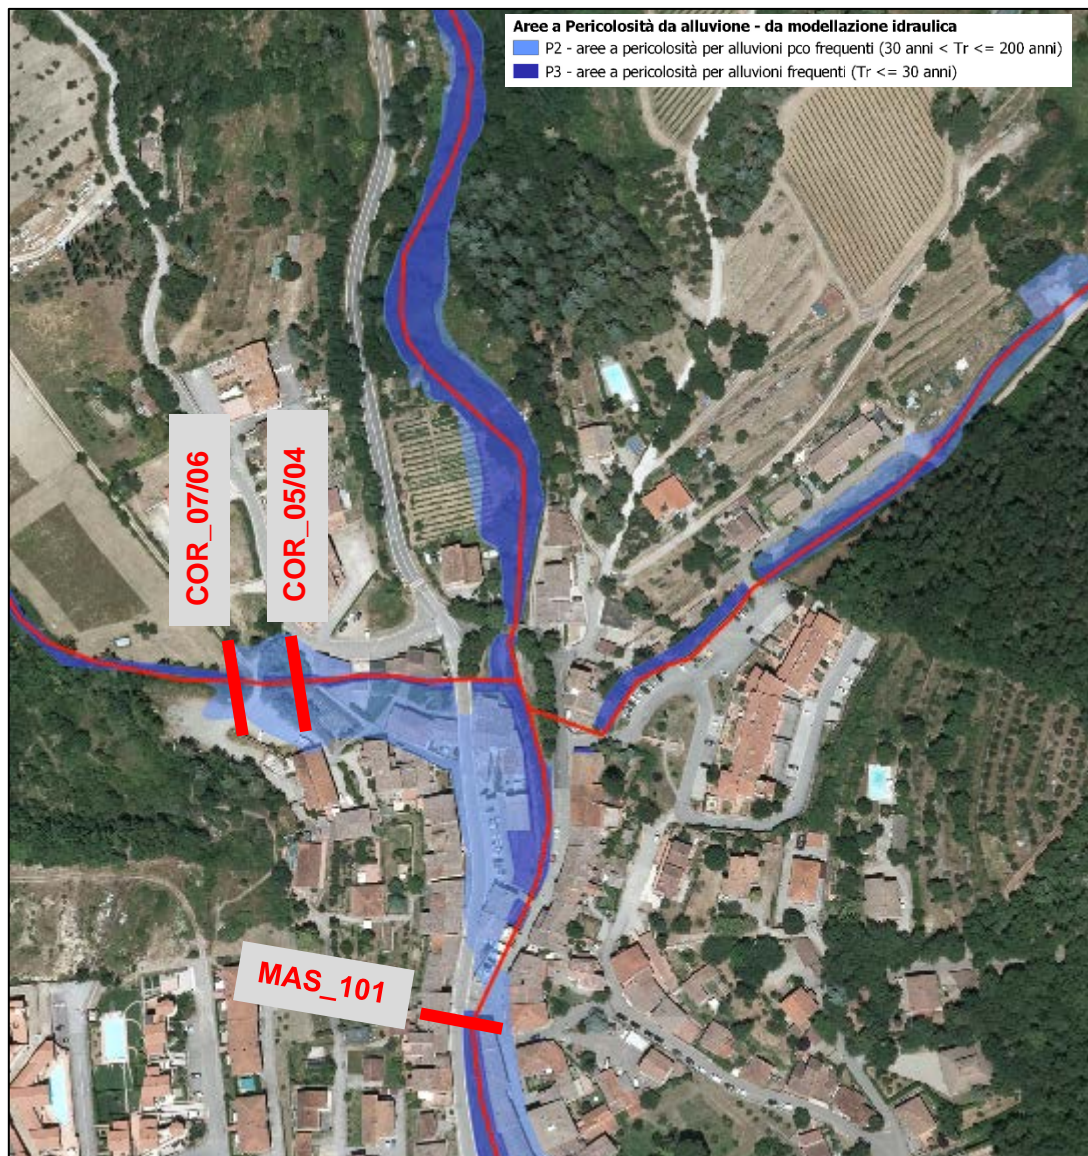 Aree a Pericolosità da alluvione - da modellazione idraulica
P2 - aree a pericolosità per alluvioni pco frequenti (30 anni < Tr <= 200 anni)
P3 - aree a pericolosità per alluvioni frequenti (Tr <= 30 anni)
COR_07/06
COR_05/04
MAS_101